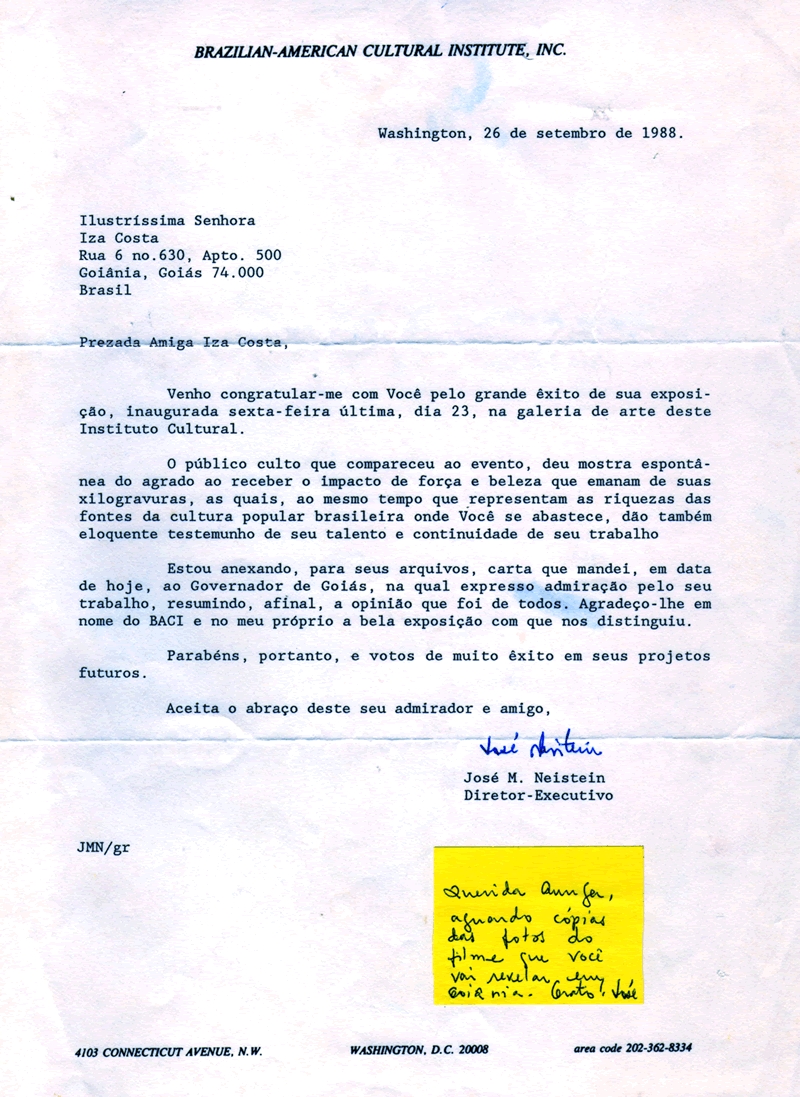 BRAZILIAN-AMERICAN CULTURAL INSTITUTE, INC.
Washington, 26 de setembro de 1988.
Ilustríssima Senhora
Iza Costa
Rua 6 no.630, Apto. 500
Goiânia, Goiás 74.000
Brasil
Prezada Amiga Iza Costa,
Venho congratular-me com Você pelo grande êxito de sua exposi-
ção, inaugurada sexta-feira última, dia 23, na galeria de arte deste
Instituto Cultural.
O público culto que compareceu ao evento, deu mostra espontâ-
nea do agrado ao receber o impacto de força e beleza que emanam de suas
xilogravuras, as quais, ao mesmo tempo que representam as riquezas das
fontes da cultura popular brasileira onde Você se abastece, dão também
eloquente testemunho de seu talento e continuidade de seu trabalho
Estou anexando, para seus arquivos, carta que mandei, em data
de hoje, ao Governador de Goiás, na qual expresso admiração pelo seu
trabalho, resumindo, afinal, a opinião que foi de todos. Agradeço-lhe em
nome do BACI e no meu próprio a bela exposição com que nos distinguiu.
Parabéns, portanto, e votos de muito êxito em seus projetos
futuros.
Aceita o abraço deste seu admirador e amigo,
José Neistein
José M. Neistein
Diretor-Executivo
JMN/gr
Querida
aguardo cópias
das fotos do
filme que você
vai revelar em
Grato, José
4103 CONNECTICUT AVENUE, N.W.
WASHINGTON, D.C. 20008
area code 202-362-8334